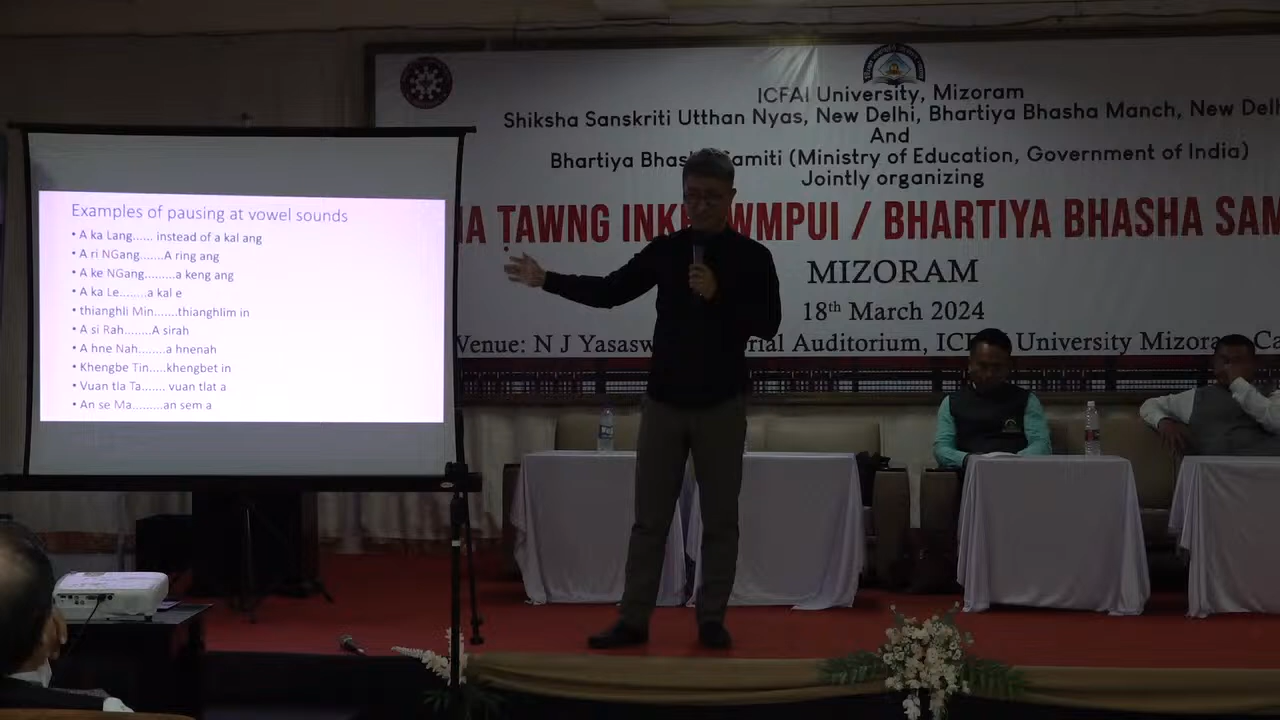 ICFAI University, Mizoram
Shiksha Sanskriti Utthan Nyas, New Delhi, Bhartiya Bhasha Manch, New Del
And
Bhartiya Samiti (Ministry of Education, Government of India)
Jointly organizing
ṬAWNG / BHARTIYA BHASHA
MIZORAM
18th March 2024
Venue: N J Auditorium, University
Examples of pausing at vowel sounds
• A ka Lang...... instead of a kal ang
• A ri NGang.......A ring ang
• A ke NGang.........a keng ang
• A ka Le........a kal e
• thianghli Min.......thianghlim in
• A si Rah........A sirah
• A hne Nah........a hnenah
• Khengbe Tin.....khengbet in
• Vuan tla Ta....... vuan tlat a
• An se Ma.........an sem a